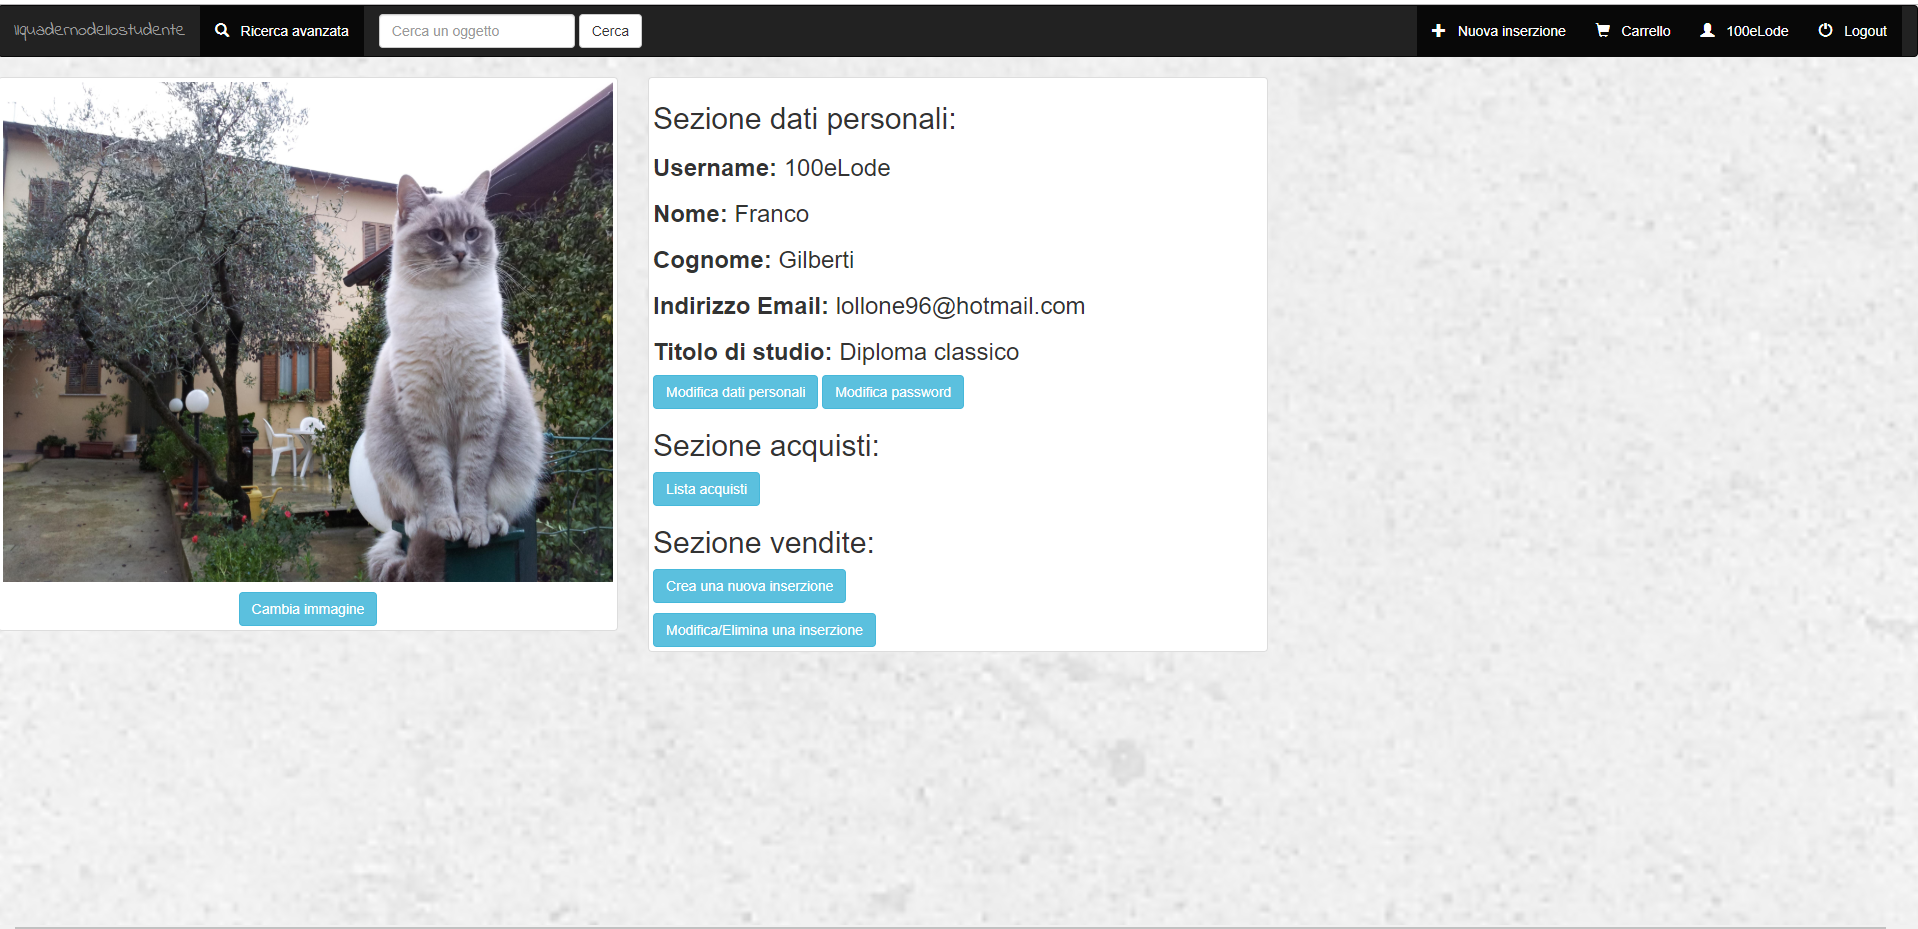 ilquadernodellostudente Ricerca avanzata Cerca un oggetto Cerca Nuova inserzione Carrello 100eLode Logout
Sezione dati personali:
Username: 100eLode
Nome: Franco
Cognome: Gilberti
Indirizzo Email: lollone96@hotmail.com
Titolo di studio: Diploma classico
Modifica dati personali Modifica password
Sezione acquisti:
Lista acquisti
Sezione vendite:
Crea una nuova inserzione
Modifica/Elimina una inserzione
Cambia immagine